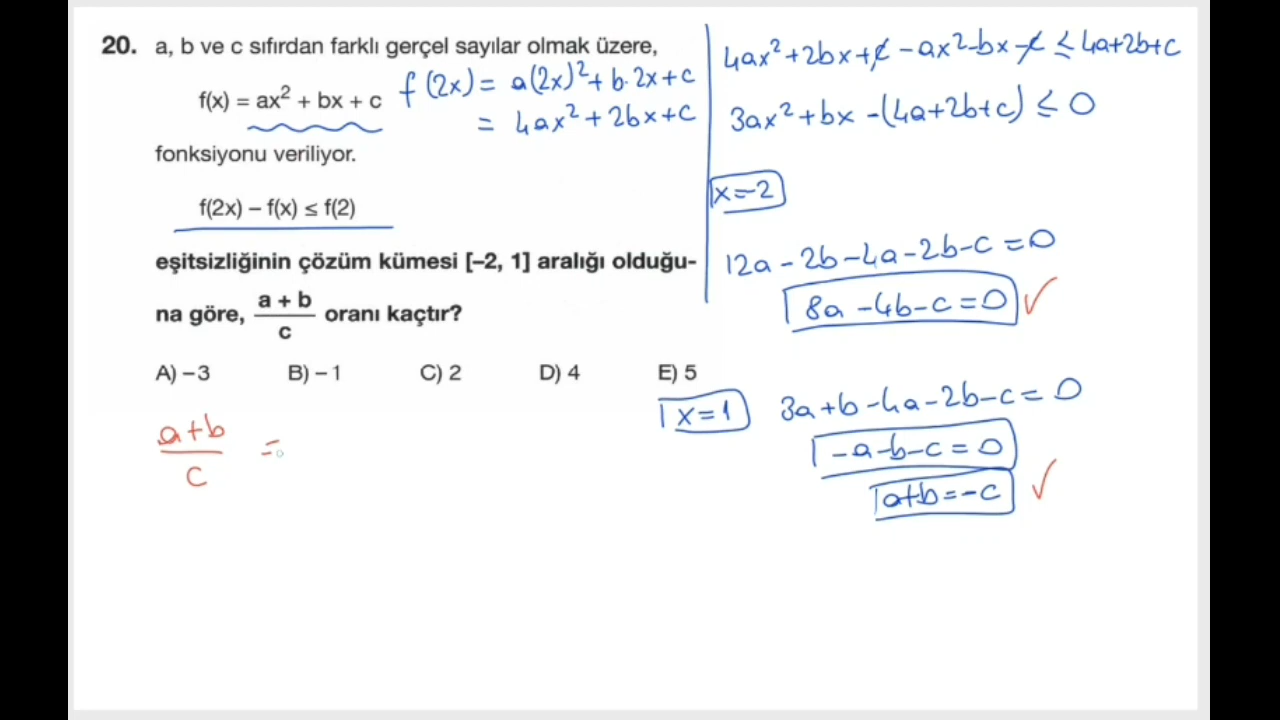 20. a, b ve c sıfırdan farklı gerçel sayılar olmak üzere,
f(x) = ax² + bx + c
f(2x) = a(2x)² + b·2x + c
= 4ax² + 2bx + c
fonksiyonu veriliyor.
f(2x) – f(x) ≤ f(2)
eşitsizliğinin çözüm kümesi [–2, 1] aralığı olduğu-
na göre, (a + b)/c oranı kaçtır?
A) – 3 B) – 1 C) 2 D) 4 E) 5
a+b/c =
4ax² + 2bx + c – ax² – bx – c ≤ 4a+2b+c
3ax² + bx – (4a+2b+c) ≤ 0
x=-2
12a – 2b – 4a – 2b – c = 0
8a – 4b – c = 0 ✓
x=1
3a+b–4a–2b–c = 0
–a–b–c = 0
a+b = –c ✓